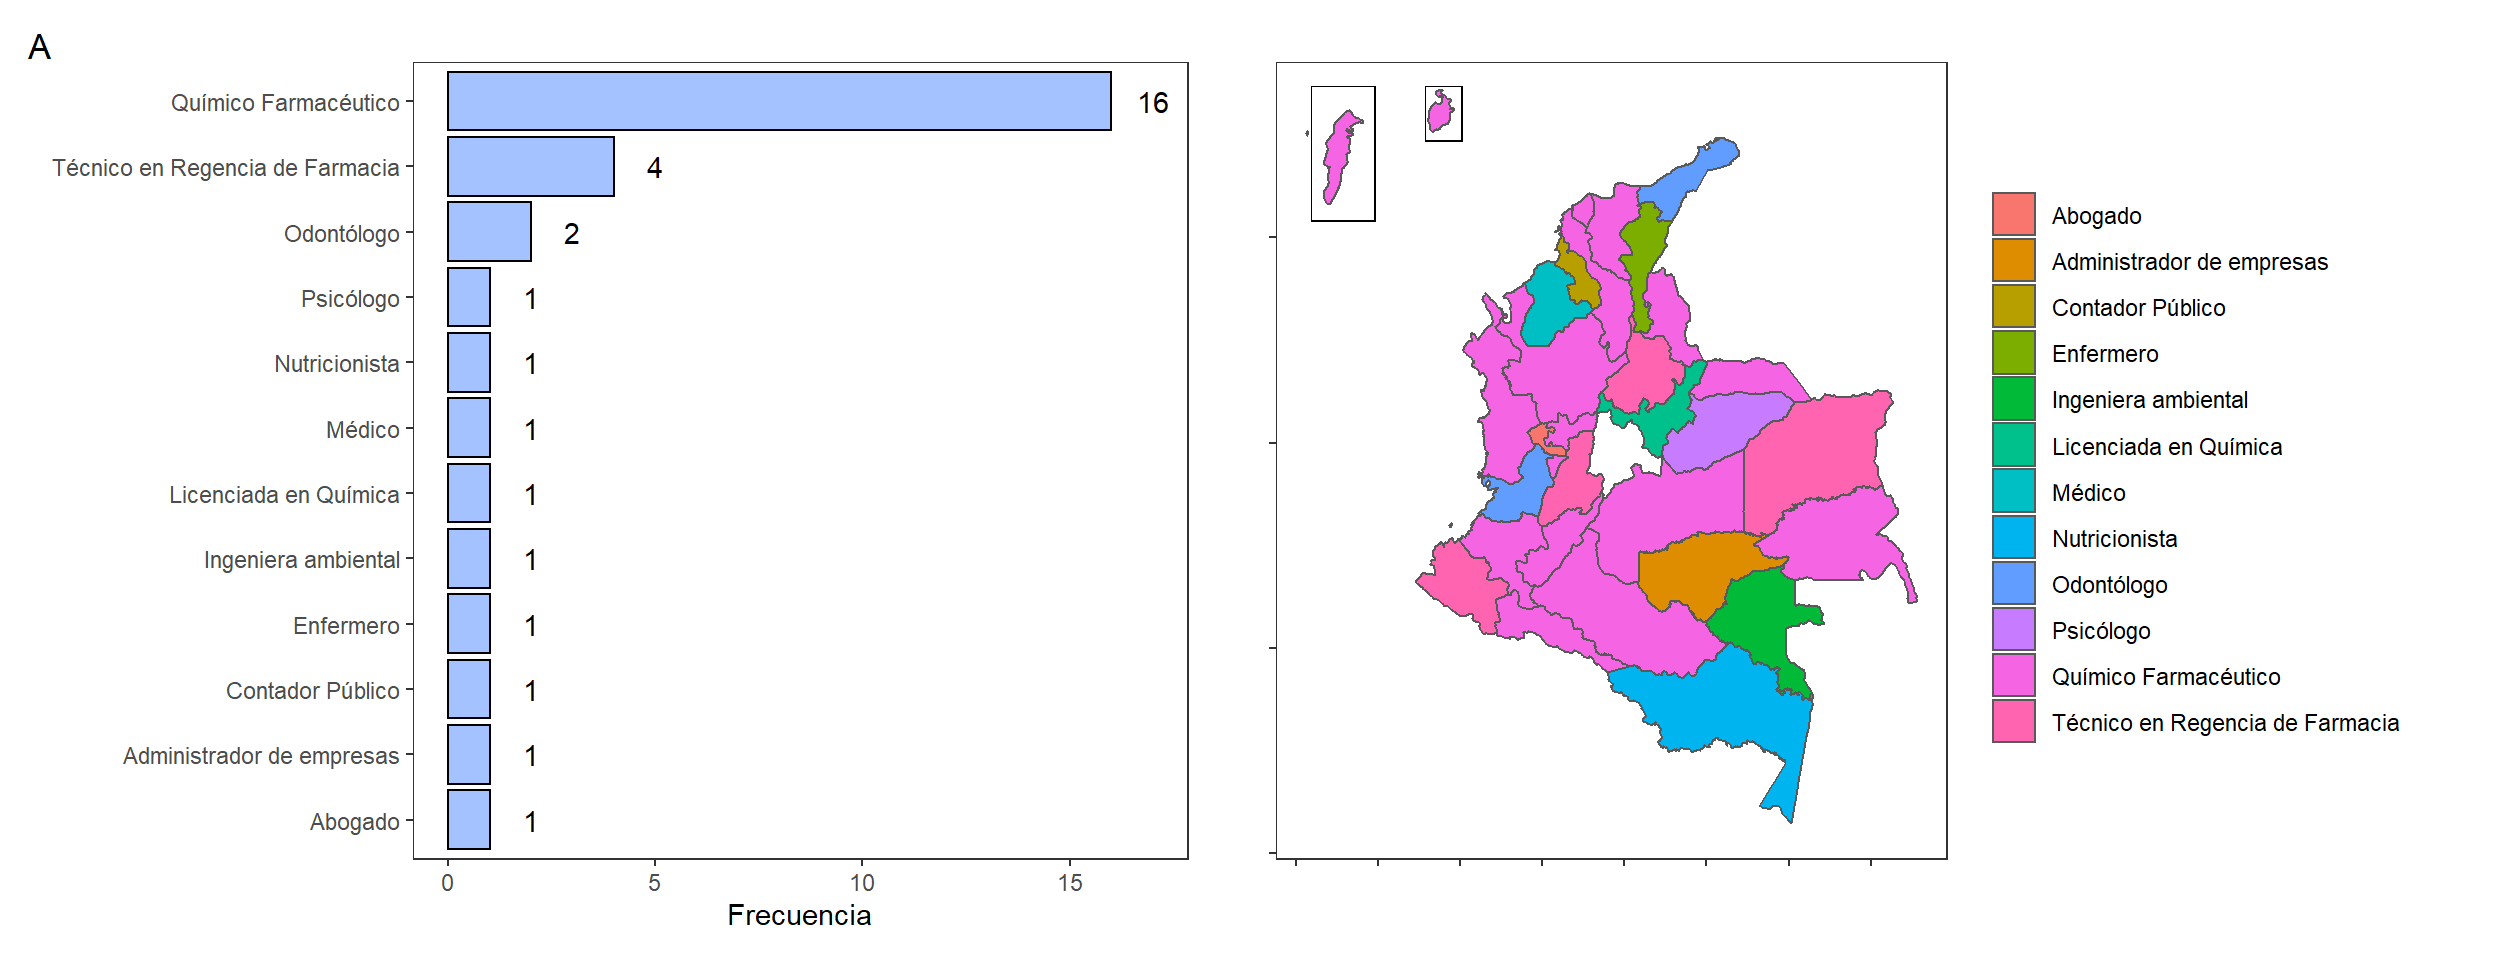 A
Químico Farmacéutico
16
Técnico en Regencia de Farmacia
4
Odontólogo
2
Psicólogo
1
Nutricionista
1
Médico
1
Licenciada en Química
1
Ingeniera ambiental
1
Enfermero
1
Contador Público
1
Administrador de empresas
1
Abogado
1
0 5 10 15
Frecuencia
Abogado
Administrador de empresas
Contador Público
Enfermero
Ingeniera ambiental
Licenciada en Química
Médico
Nutricionista
Odontólogo
Psicólogo
Químico Farmacéutico
Técnico en Regencia de Farmacia